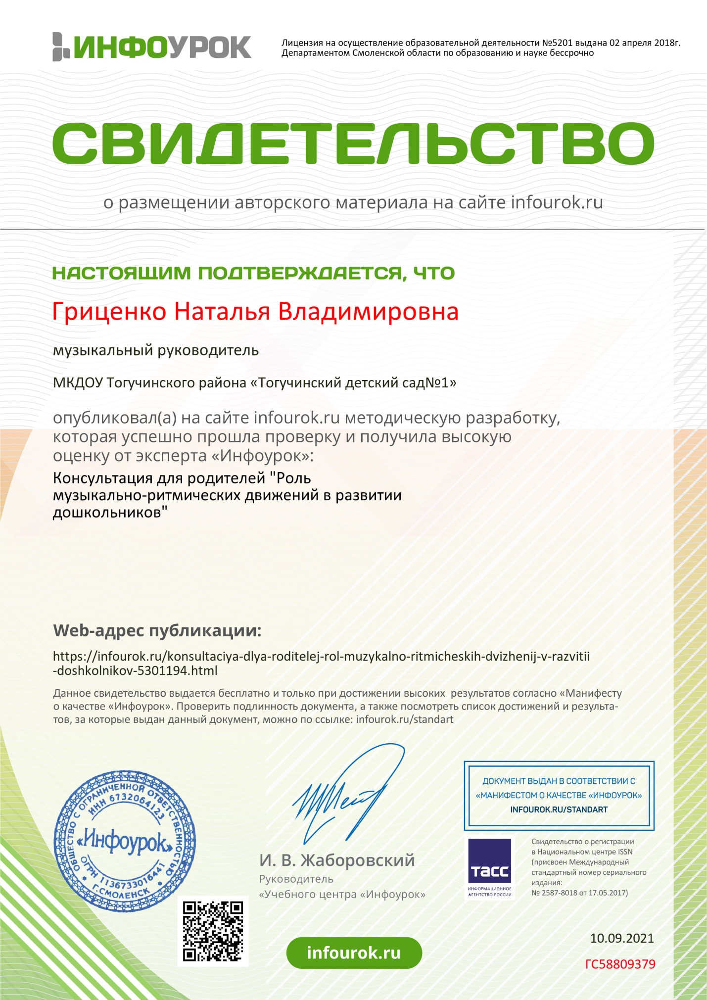 ИНФОУРОК
Лицензия на осуществление образовательной деятельности №5201 выдана 02 апреля 2018г.
Департаментом Смоленской области по образованию и науке бессрочно
СВИДЕТЕЛЬСТВО
о размещении авторского материала на сайте infourok.ru
НАСТОЯЩИМ ПОДТВЕРЖДАЕТСЯ, ЧТО
Гриценко Наталья Владимировна
музыкальный руководитель
МКДОУ Тогучинского района «Тогучинский детский сад№1»
опубликовал(а) на сайте infourok.ru методическую разработку,
которая успешно прошла проверку и получила высокую
оценку от эксперта «Инфоурок»:
Консультация для родителей "Роль
музыкально-ритмических движений в развитии
дошкольников"
Web-адрес публикации:
https://infourok.ru/konsultaciya-dlya-roditelej-rol-muzykalno-ritmicheskih-dvizhenij-v-razvitii
-doshkolnikov-5301194.html
Данное свидетельство выдается бесплатно и только при достижении высоких результатов согласно «Манифесту
о качестве «Инфоурок». Проверить подлинность документа, а также посмотреть список достижений и результа-
тов, за которые выдан данный документ, можно по ссылке: infourok.ru/standart
ОБЩЕСТВО С ОГРАНИЧЕННОЙ ОТВЕТСТВЕННОСТЬЮ
ИНН 6732064123
«Инфоурок»
ОГРН 1136733016441
Г.СМОЛЕНСК
И. В. Жаборовский
Руководитель
«Учебного центра «Инфоурок»
ДОКУМЕНТ ВЫДАН В СООТВЕТСТВИИ С
«МАНИФЕСТОМ О КАЧЕСТВЕ «ИНФОУРОК»
INFOUROK.RU/STANDART
ТАСС
ИНФОРМАЦИОННОЕ
АГЕНТСТВО РОССИИ
Свидетельство о регистрации
в Национальном центре ISSN
(присвоен Международный
стандартный номер сериального
издания:
№ 2587-8018 от 17.05.2017)
infourok.ru
10.09.2021
ГС58809379